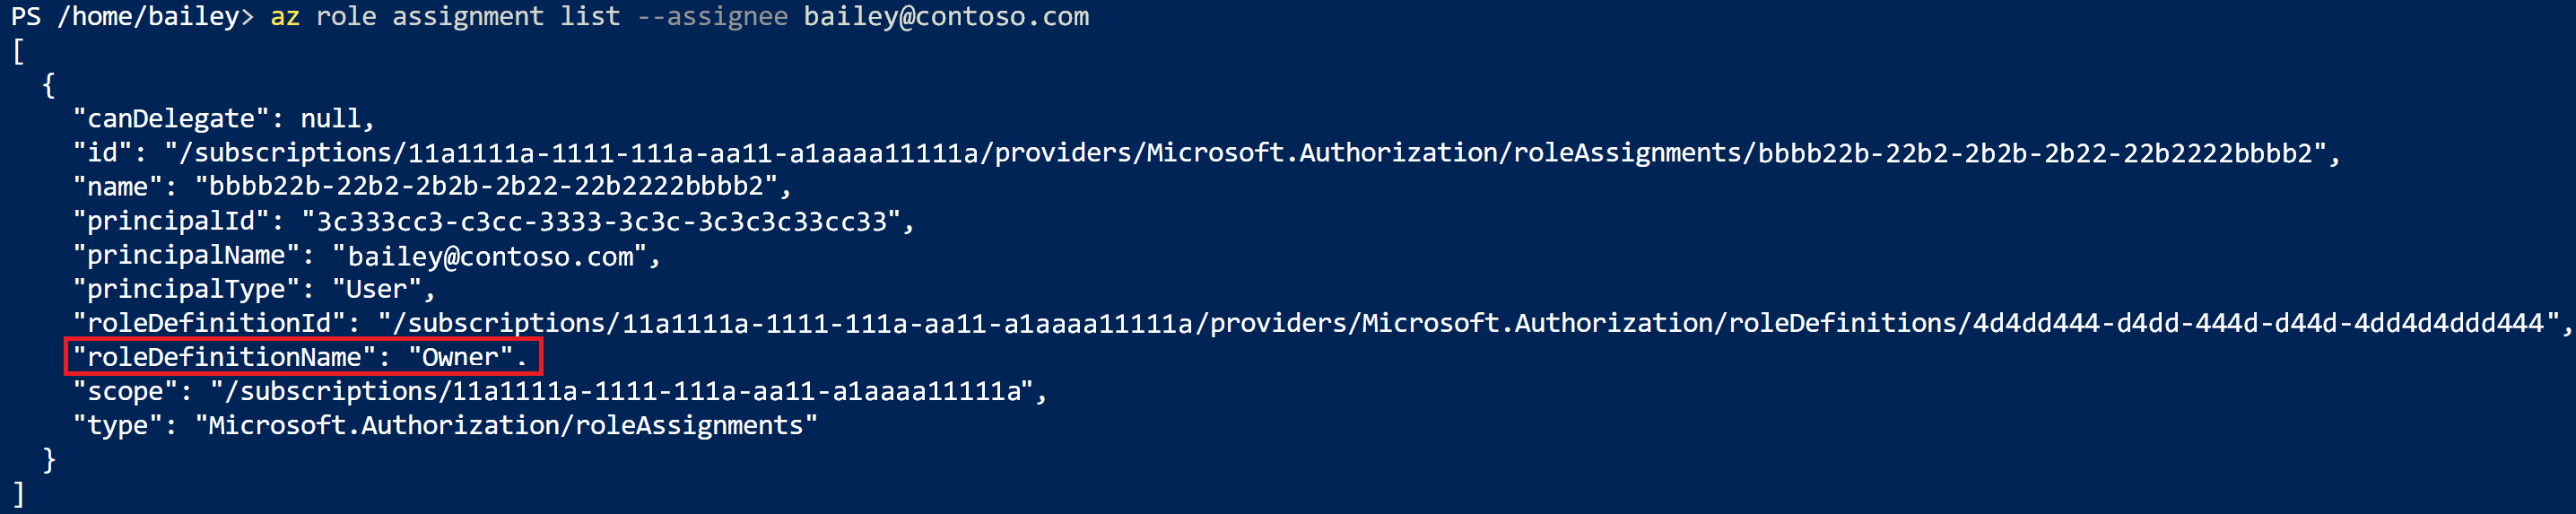 PS /home/bailey> az role assignment list --assignee bailey@contoso.com
[
  {
    "canDelegate": null,
    "id": "/subscriptions/11a1111a-1111-111a-aa11-a1aaaa11111a/providers/Microsoft.Authorization/roleAssignments/bbbb22b-22b2-2b2b-2b22-22b2222bbbb2",
    "name": "bbbb22b-22b2-2b2b-2b22-22b2222bbbb2",
    "principalId": "3c333cc3-c3cc-3333-3c3c-3c3c3c33cc33",
    "principalName": "bailey@contoso.com",
    "principalType": "User",
    "roleDefinitionId": "/subscriptions/11a1111a-1111-111a-aa11-a1aaaa11111a/providers/Microsoft.Authorization/roleDefinitions/4d4dd444-d4dd-444d-d44d-4dd4d4ddd444",
    "roleDefinitionName": "Owner",
    "scope": "/subscriptions/11a1111a-1111-111a-aa11-a1aaaa11111a",
    "type": "Microsoft.Authorization/roleAssignments"
  }
]